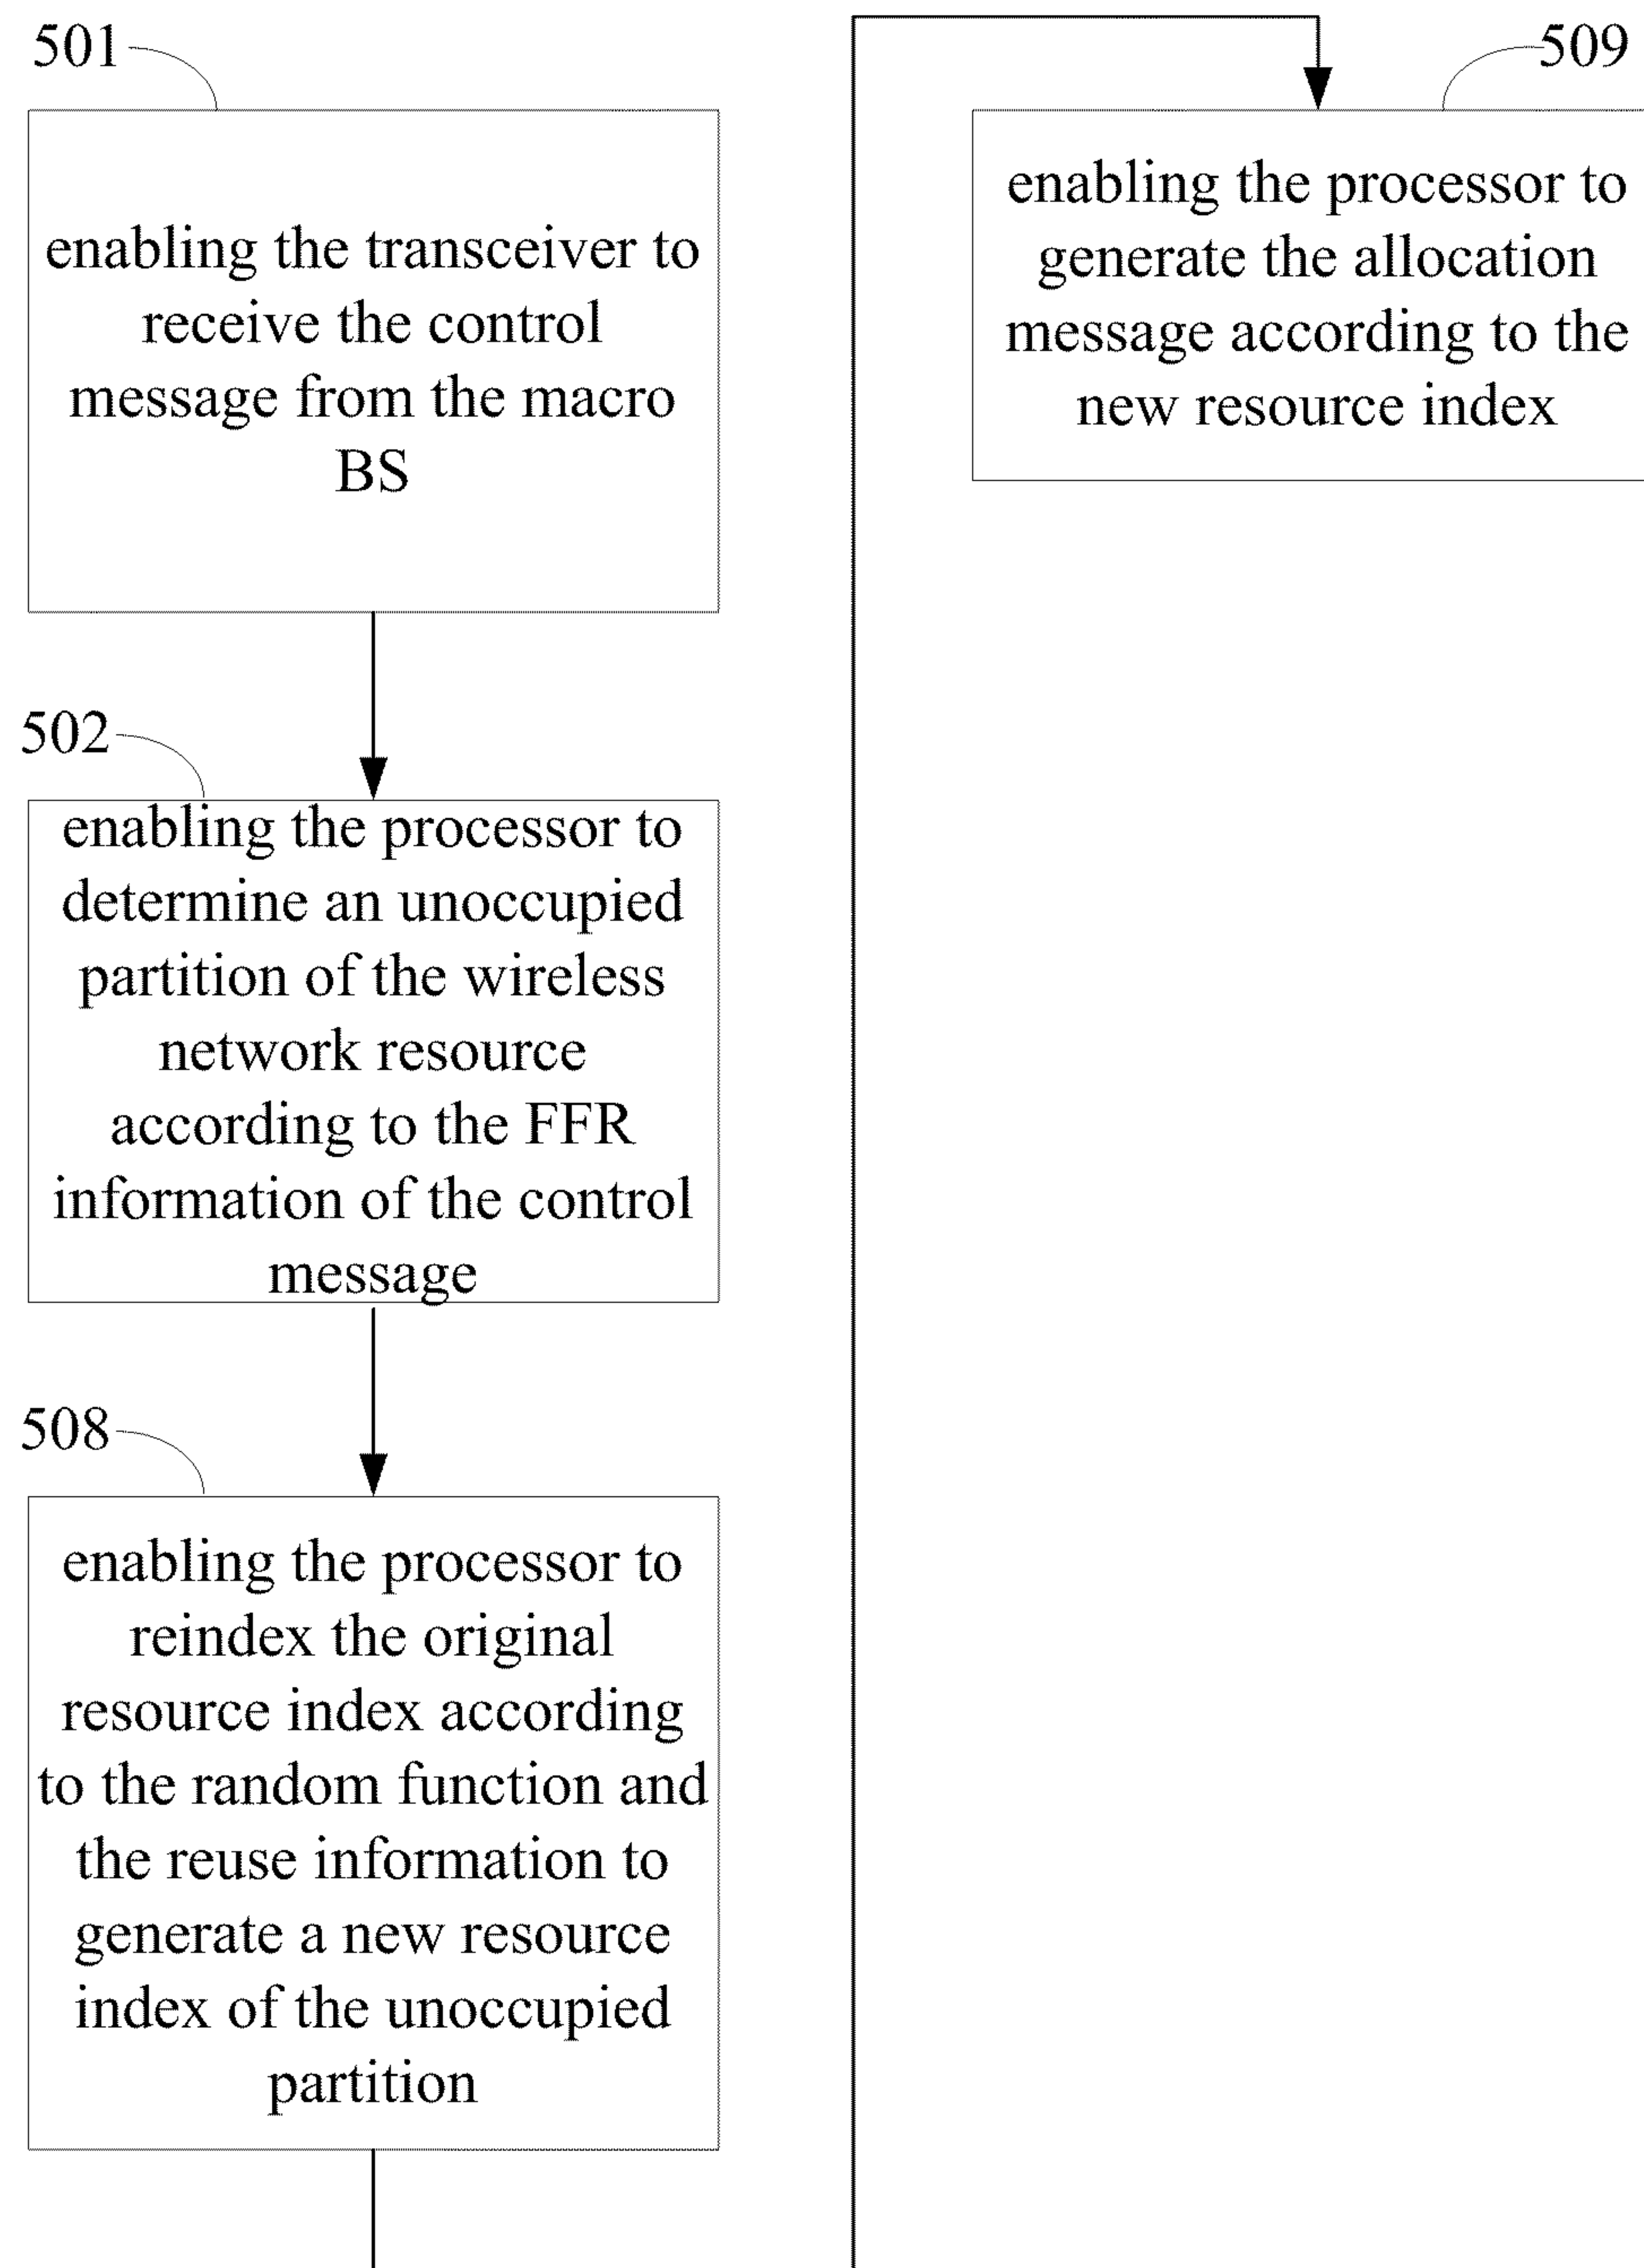 501
enabling the transceiver to
receive the control
message from the macro
BS
502
enabling the processor to
determine an unoccupied
partition of the wireless
network resource
according to the FFR
information of the control
message
508
enabling the processor to
reindex the original
resource index according
to the random function and
the reuse information to
generate a new resource
index of the unoccupied
partition
509
enabling the processor to
generate the allocation
message according to the
new resource index